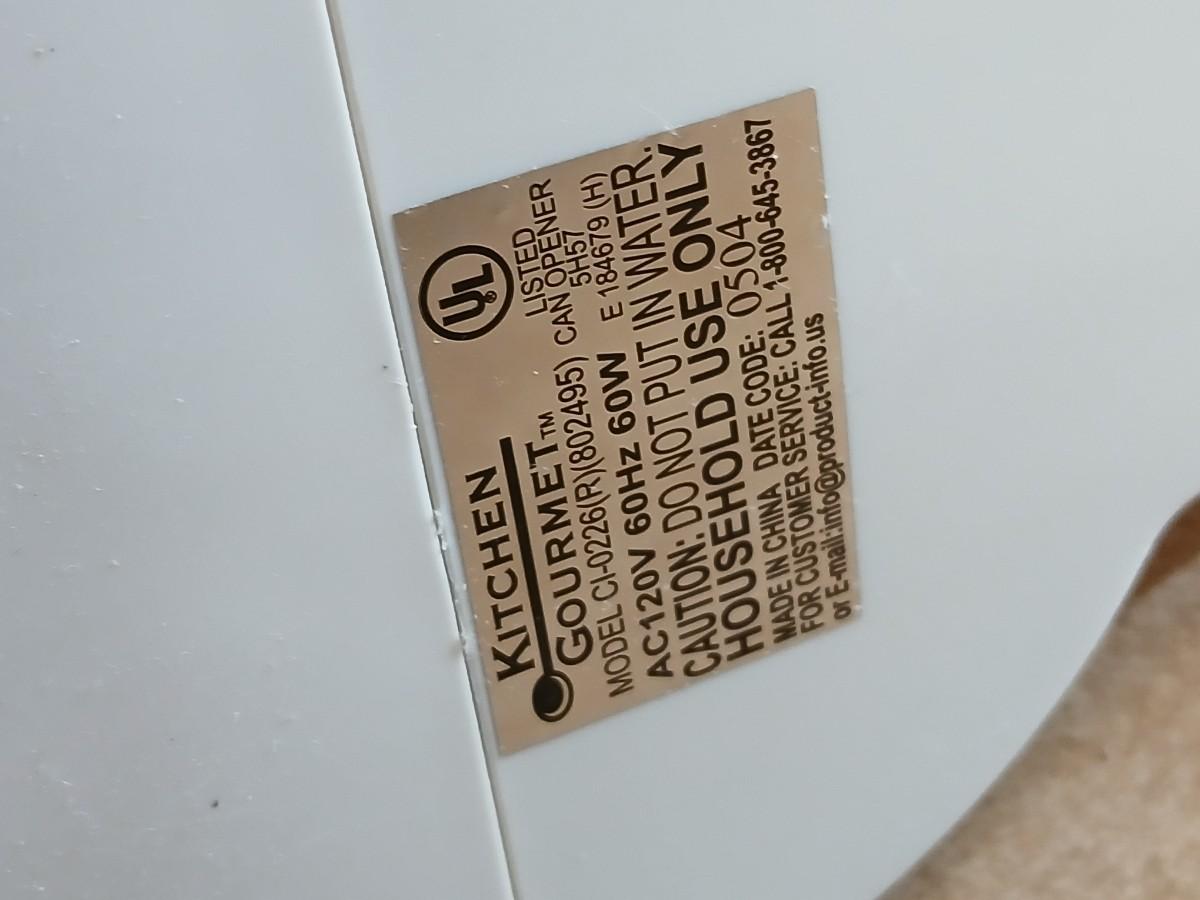 KITCHEN
GOURMET™
UL®
LISTED
CAN OPENER
5H57
MODEL CI-0226(R)(802495)
E 184679 (H)
AC120V 60Hz 60W
CAUTION: DO NOT PUT IN WATER.
HOUSEHOLD USE ONLY
MADE IN CHINA DATE CODE: 0504
FOR CUSTOMER SERVICE: CALL 1-800-645-3867
or E-mail:info@product-info.us